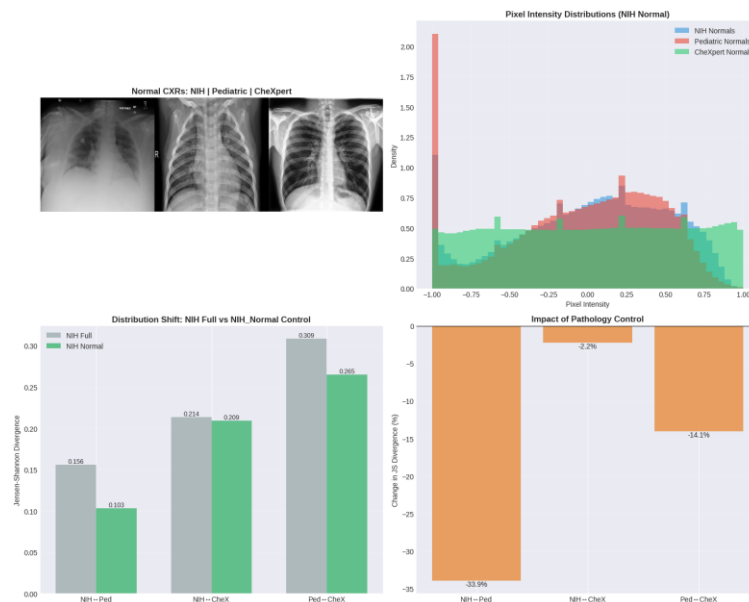 Pixel Intensity Distributions (NIH Normal)
NIH Normals
Pediatric Normals
CheXpert Normal
2.00
1.75
1.50
1.25
1.00
0.75
0.50
0.25
0.00
Density
−1.00
−0.75
−0.50
−0.25
0.00
0.25
0.50
0.75
1.00
Pixel Intensity
Normal CXRs: NIH | Pediatric | CheXpert
Distribution Shift: NIH Full vs NIH_Normal Control
NIH Full
NIH Normal
0.30
0.25
0.20
0.15
0.10
0.05
0.00
Jensen-Shannon Divergence
0.156
0.103
0.214
0.209
0.309
0.265
NIH↔Ped
NIH↔CheX
Ped↔CheX
Impact of Pathology Control
0
−5
−10
−15
−20
−25
−30
−35
Change in JS Divergence (%)
-33.9%
-2.2%
-14.1%
NIH↔Ped
NIH↔CheX
Ped↔CheX